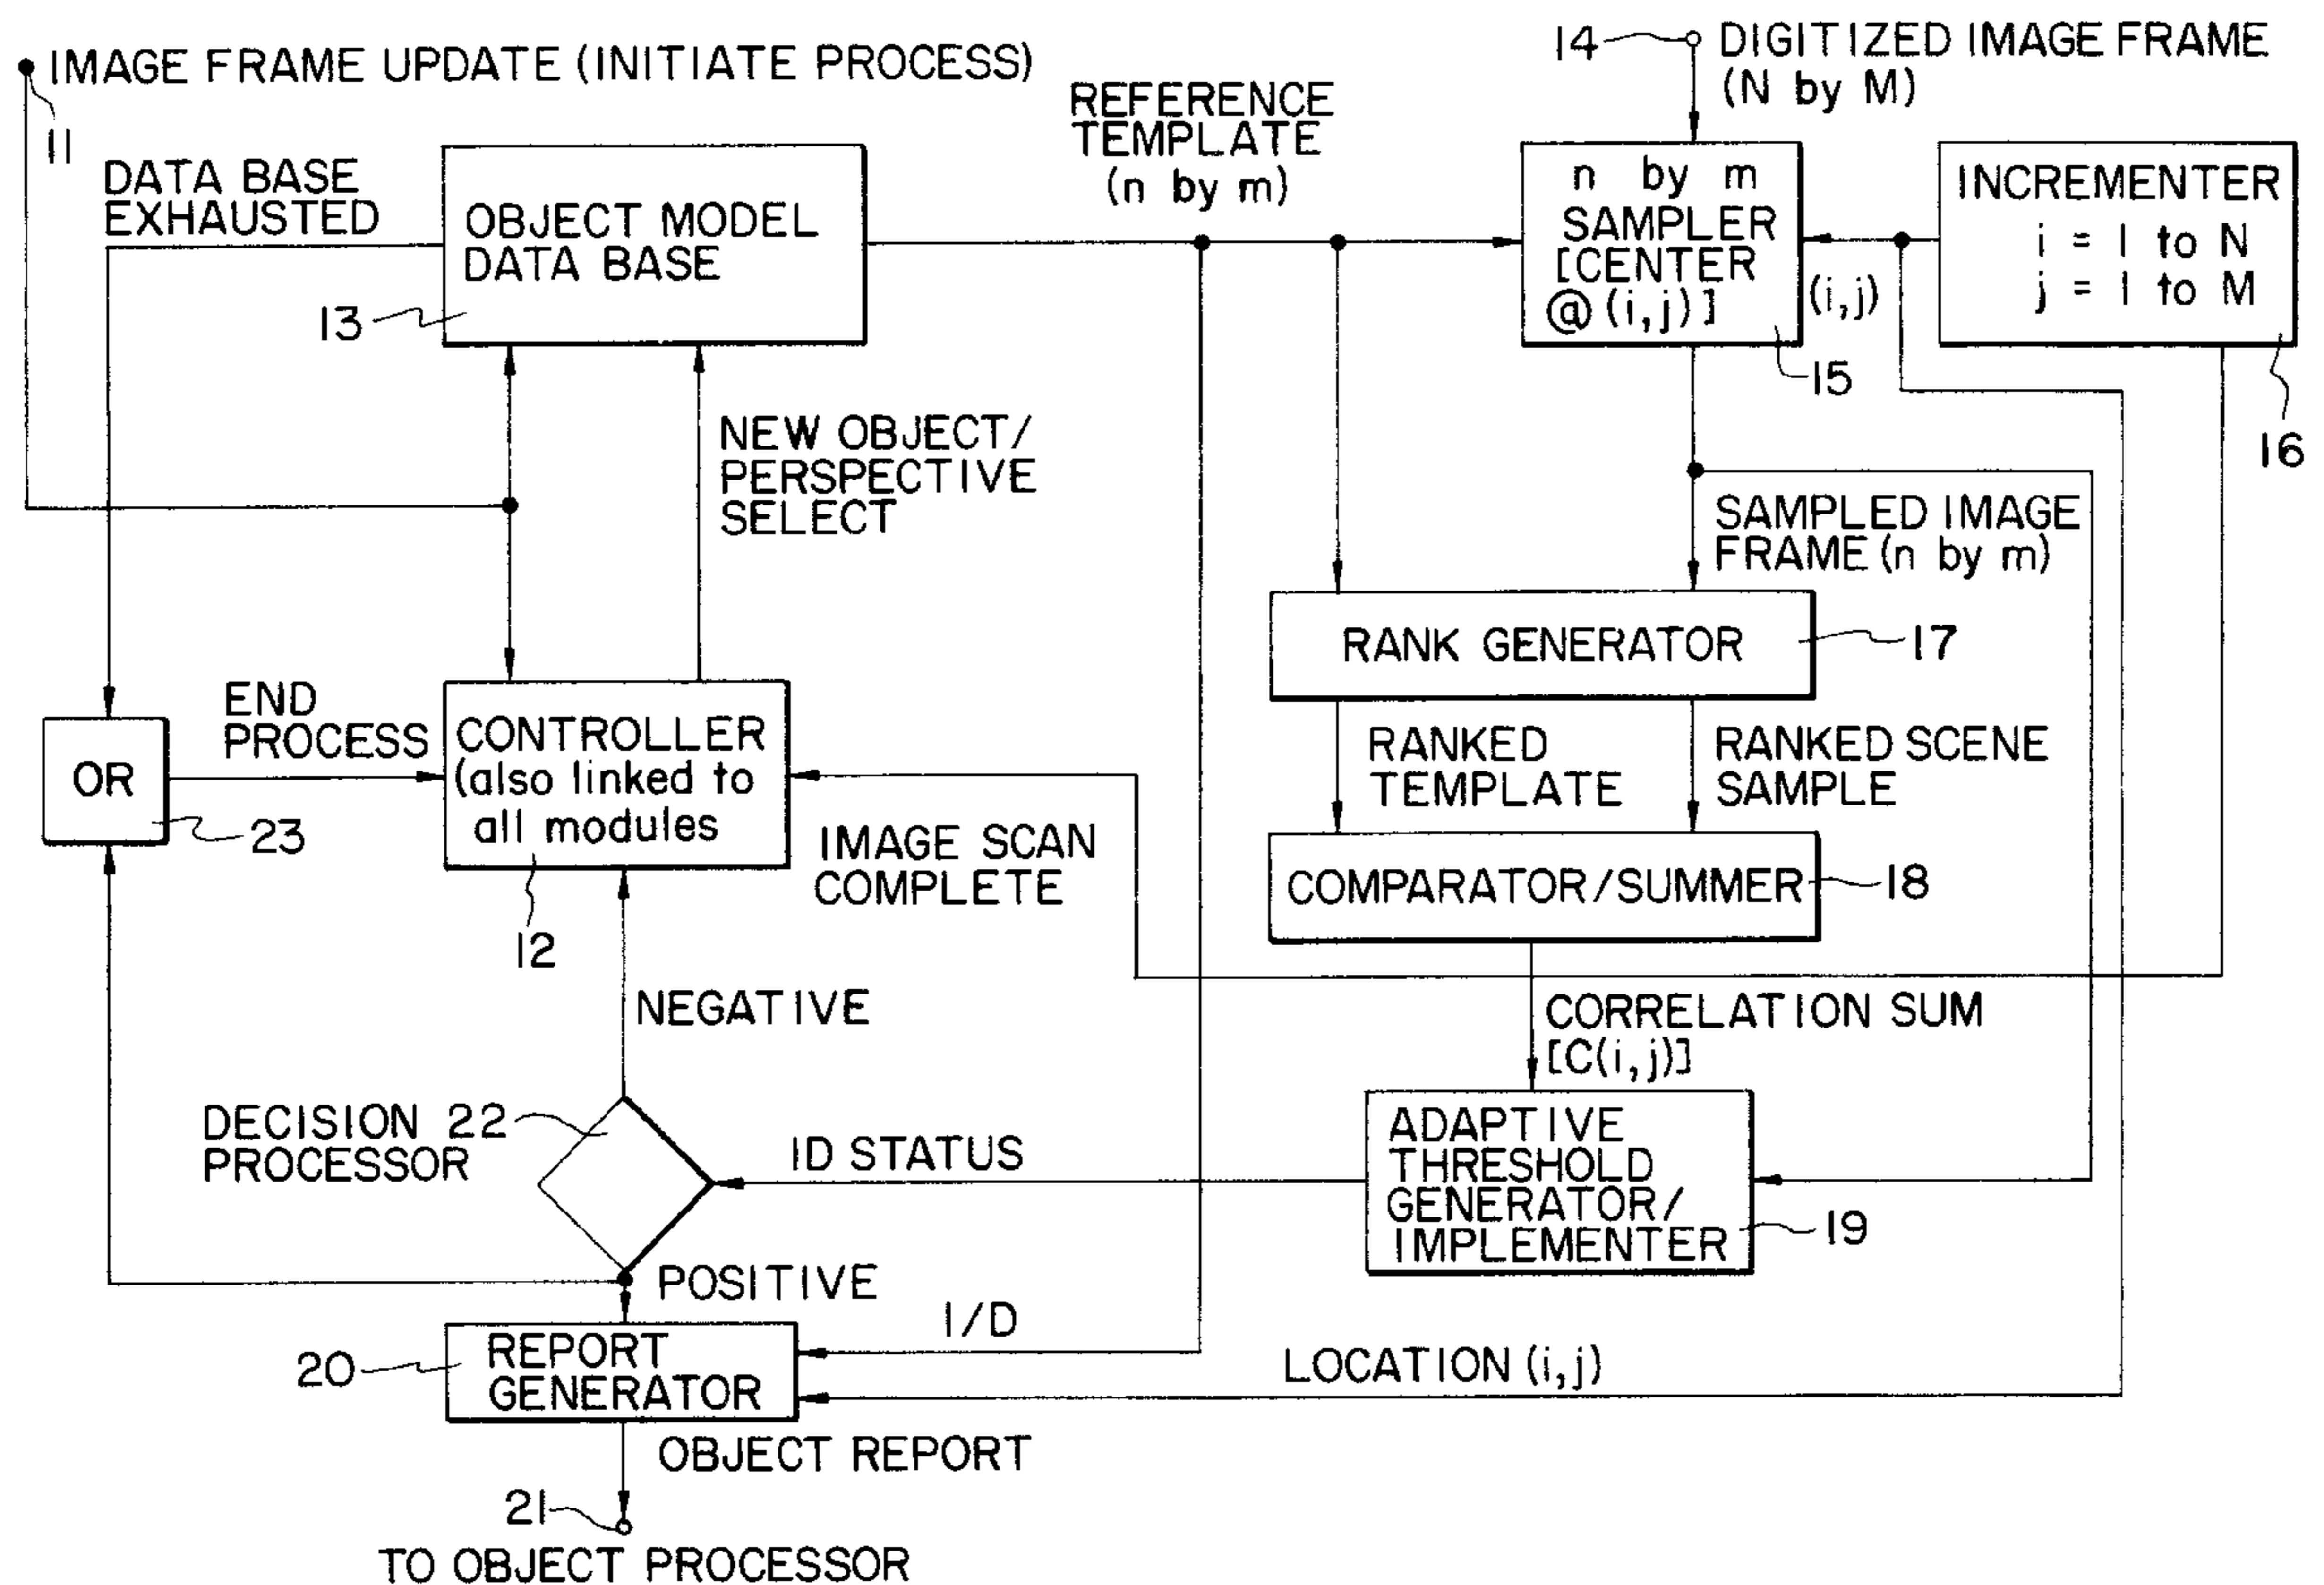 IMAGE FRAME UPDATE (INITIATE PROCESS)
11
14
DIGITIZED IMAGE FRAME
(N by M)
REFERENCE
TEMPLATE
(n by m)
DATA BASE
EXHAUSTED
OBJECT MODEL
DATA BASE
13
n by m
SAMPLER
[CENTER
@ (i,j)]
15
(i,j)
INCREMENTER
i = 1 to N
j = 1 to M
16
NEW OBJECT/
PERSPECTIVE
SELECT
SAMPLED IMAGE
FRAME (n by m)
RANK GENERATOR
17
END
PROCESS
OR
23
CONTROLLER
(also linked to
all modules
12
IMAGE SCAN
COMPLETE
RANKED
TEMPLATE
RANKED SCENE
SAMPLE
COMPARATOR/SUMMER
18
NEGATIVE
CORRELATION SUM
[C(i,j)]
DECISION 22
PROCESSOR
ID STATUS
ADAPTIVE
THRESHOLD
GENERATOR/
IMPLEMENTER
19
POSITIVE
I/D
LOCATION (i,j)
REPORT
GENERATOR
20
OBJECT REPORT
21
TO OBJECT PROCESSOR